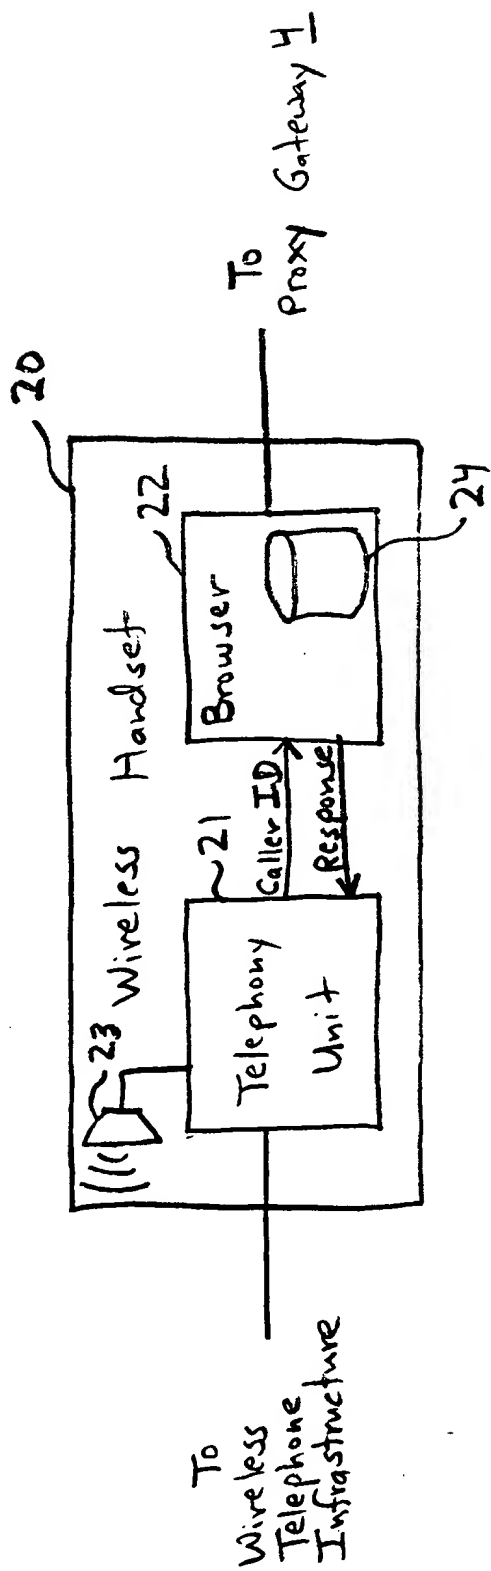 20
Wireless Handset
23
21
22
Telephony
Unit
Caller ID
Response
Browser
24
To
Wireless
Telephone
Infrastructure
To
Proxy Gateway 4